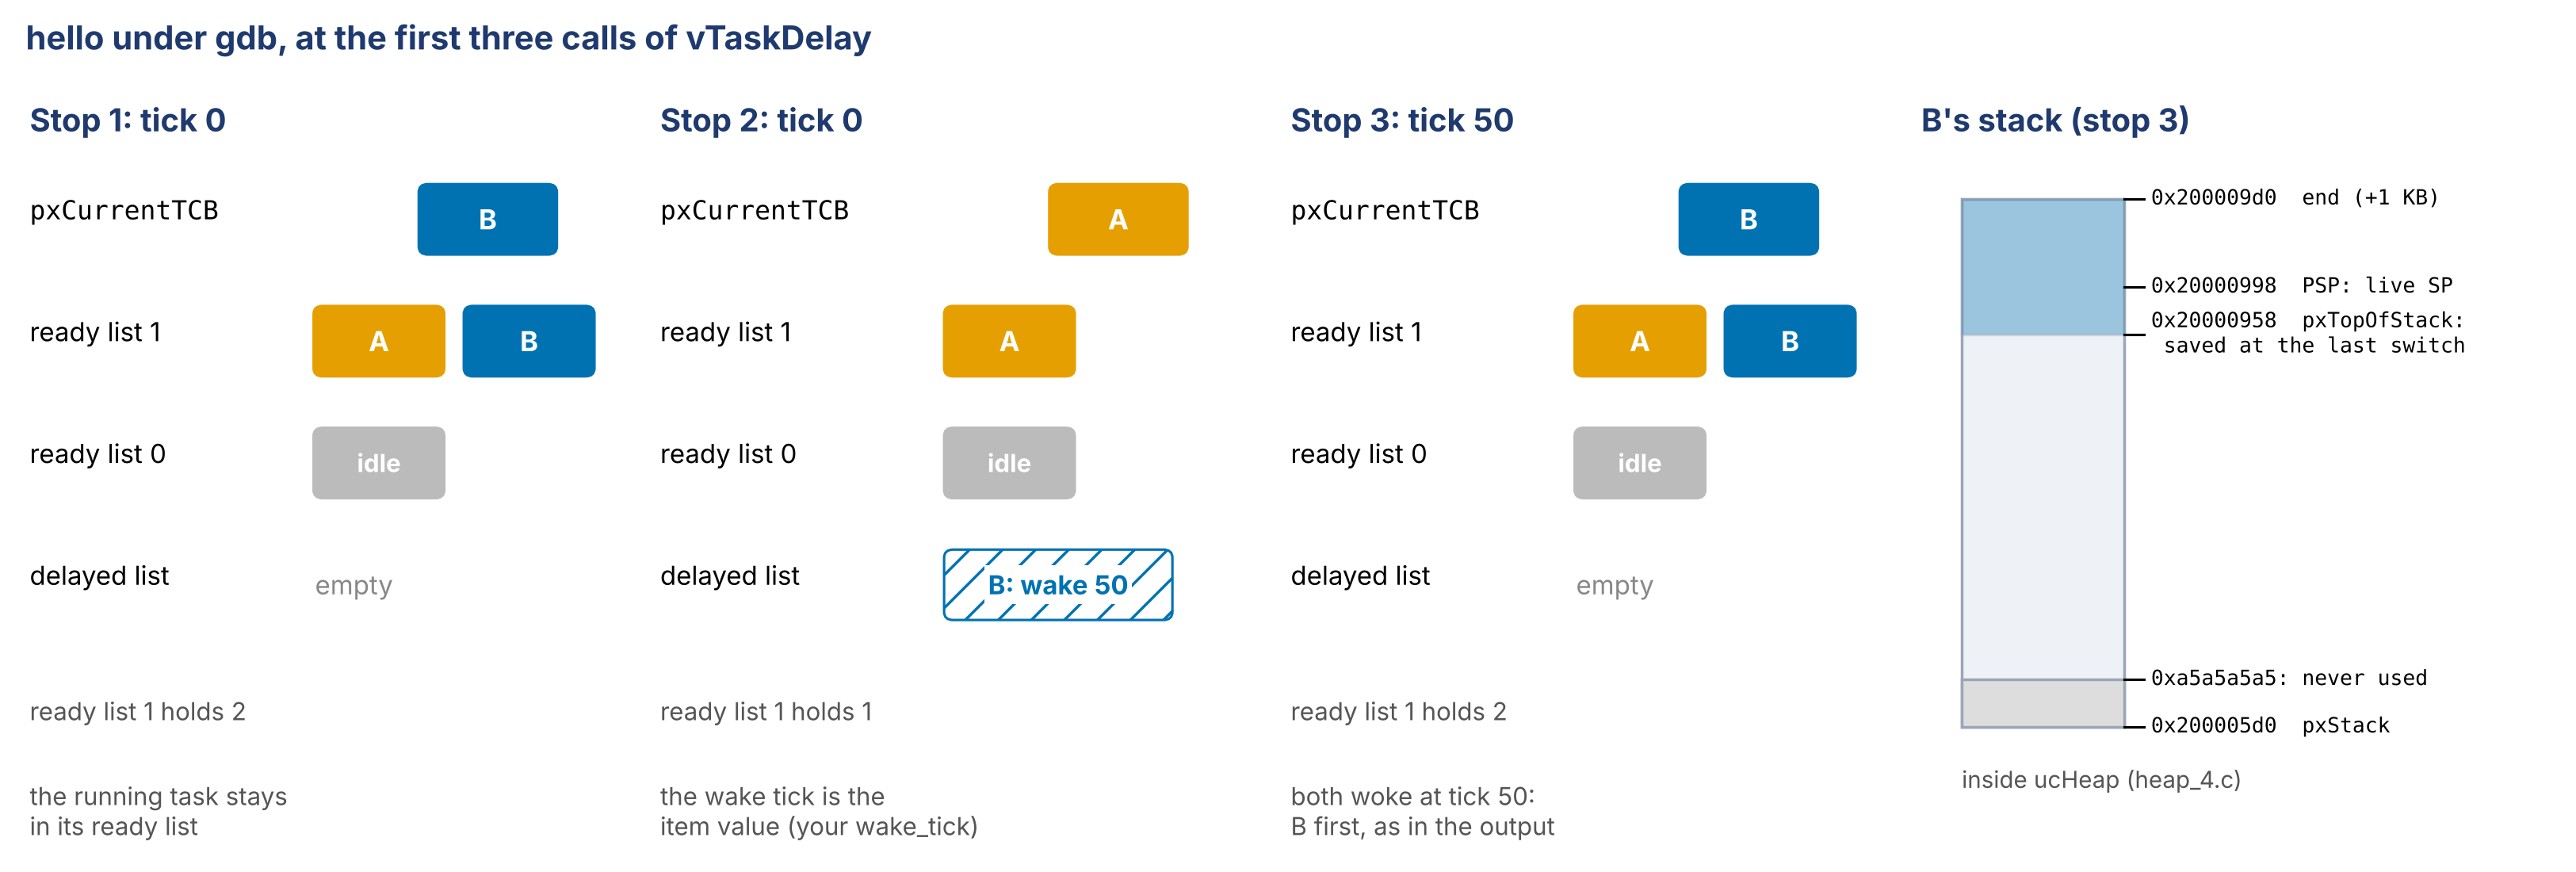 hello under gdb, at the first three calls of vTaskDelay
Stop 1: tick 0
pxCurrentTCB
B
ready list 1
A
B
ready list 0
idle
delayed list
empty
ready list 1 holds 2
the running task stays
in its ready list
Stop 2: tick 0
pxCurrentTCB
A
ready list 1
A
ready list 0
idle
delayed list
B: wake 50
ready list 1 holds 1
the wake tick is the
item value (your wake_tick)
Stop 3: tick 50
pxCurrentTCB
B
ready list 1
A
B
ready list 0
idle
delayed list
empty
ready list 1 holds 2
both woke at tick 50:
B first, as in the output
B's stack (stop 3)
0x200009d0 end (+1 KB)
0x20000998 PSP: live SP
0x20000958 pxTopOfStack:
saved at the last switch
0xa5a5a5a5: never used
0x200005d0 pxStack
inside ucHeap (heap_4.c)